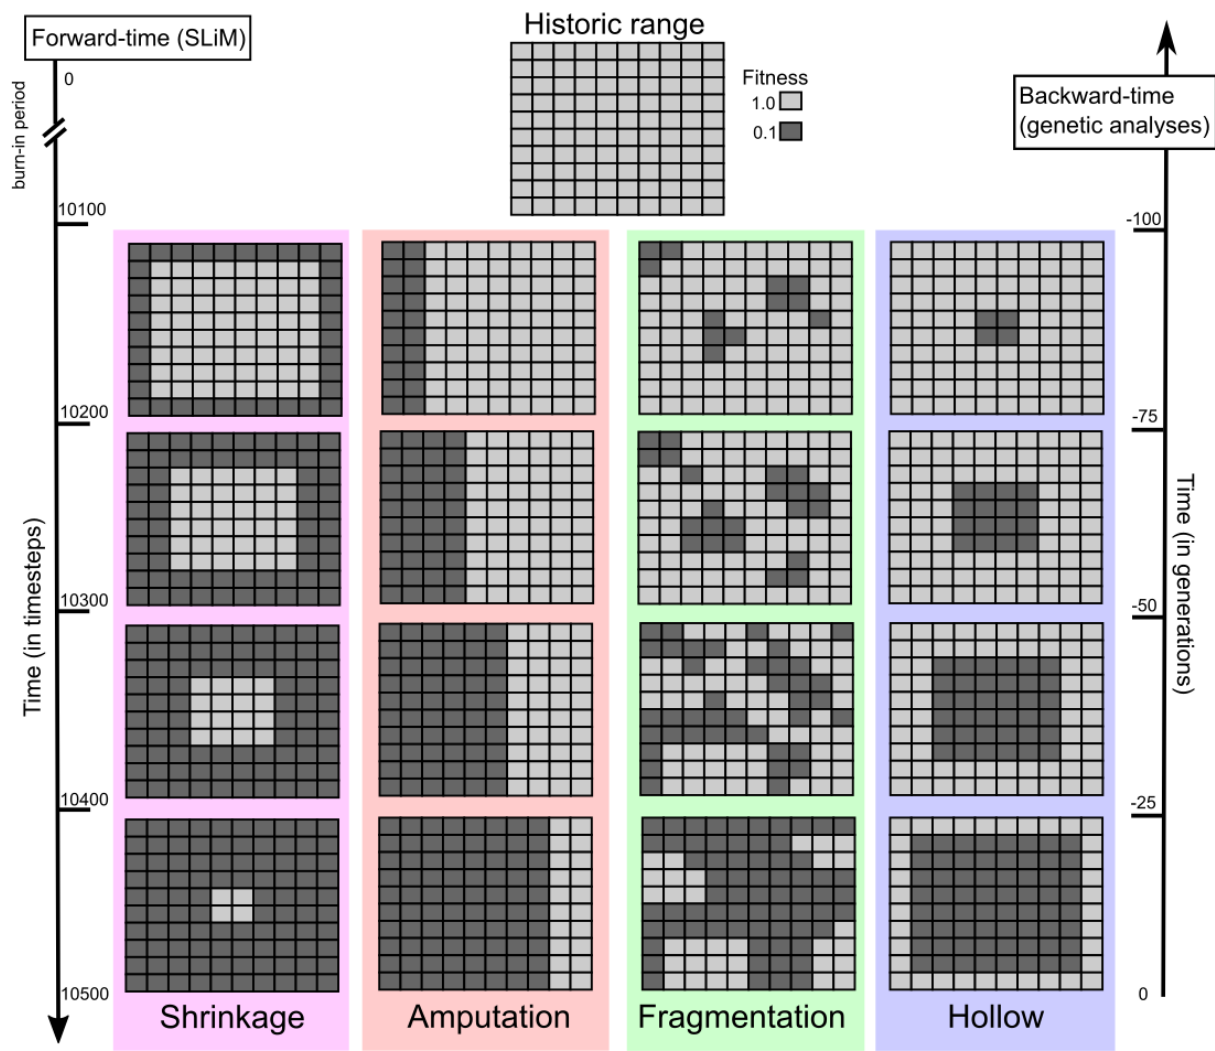 Forward-time (SLiM)
Historic range
Fitness
1.0
0.1
Backward-time
(genetic analyses)
0
burn-in period
10100
-100
10200
-75
Time (in timesteps)
Time (in generations)
10300
-50
10400
-25
10500
0
Shrinkage
Amputation
Fragmentation
Hollow